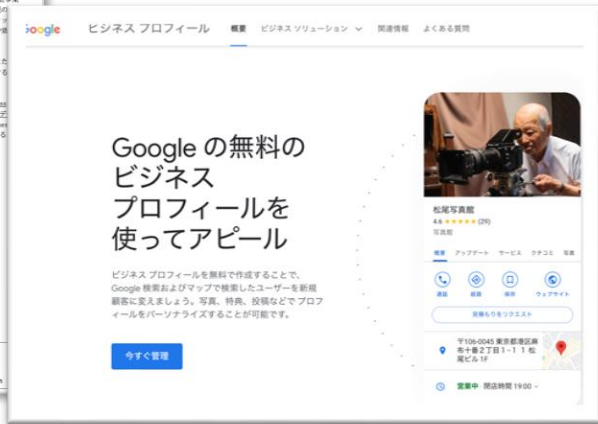 Google ビジネス プロフィール 概要 ビジネス ソリューション 関連情報 よくある質問
Google の無料の
ビジネス
プロフィールを
使ってアピール
ビジネス プロフィールを無料で作成することで、
Google 検索およびマップで検索したユーザーを新規
顧客に変えましょう。写真、特典、投稿などで プロフ
ィールをパーソナライズすることが可能です。
今すぐ管理
松尾写真館
4.6 ★★★★★ (29)
写真館
概要 アップデート サービス クチコミ 写真
通話 経路 保存 ウェブサイト
見積もりをリクエスト
〒106-0045 東京都港区麻
布十番2丁目1−1 1 松
尾ビル 1F
営業中 閉店時間 19:00